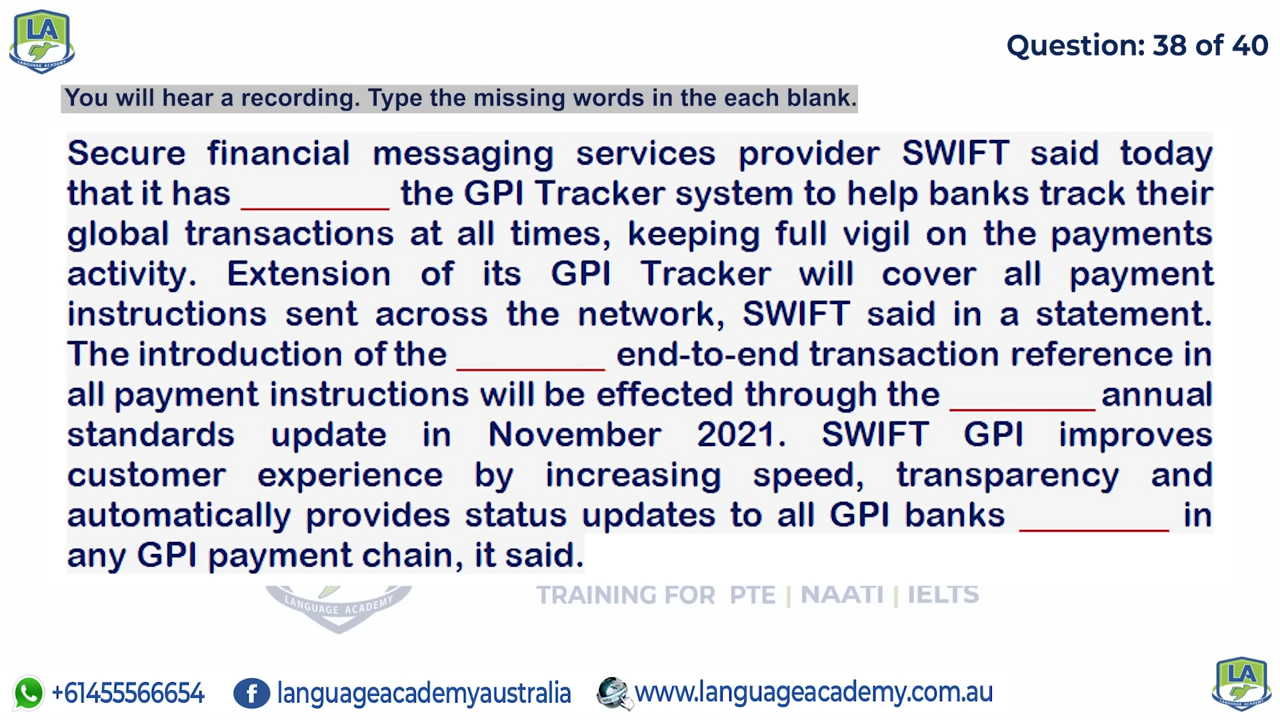 LA
LANGUAGE ACADEMY
Question: 38 of 40
You will hear a recording. Type the missing words in the each blank.
Secure financial messaging services provider SWIFT said today
that it has ________ the GPI Tracker system to help banks track their
global transactions at all times, keeping full vigil on the payments
activity. Extension of its GPI Tracker will cover all payment
instructions sent across the network, SWIFT said in a statement.
The introduction of the ________ end-to-end transaction reference in
all payment instructions will be effected through the ________ annual
standards update in November 2021. SWIFT GPI improves
customer experience by increasing speed, transparency and
automatically provides status updates to all GPI banks ________ in
any GPI payment chain, it said.
LANGUAGE ACADEMY
TRAINING FOR PTE | NAATI | IELTS
+61455566654 f languageacademyaustralia www.languageacademy.com.au
LA
LANGUAGE ACADEMY